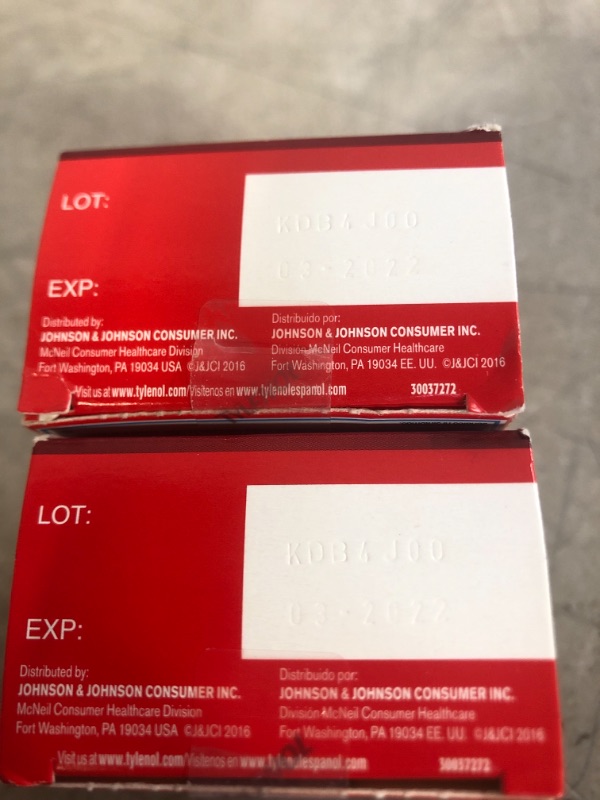 LOT:
KDB4J00
EXP:
03-2022
Distributed by:
JOHNSON & JOHNSON CONSUMER INC.
McNeil Consumer Healthcare Division
Fort Washington, PA 19034 USA ©J&JCI 2016
Distribuido por:
JOHNSON & JOHNSON CONSUMER INC.
División McNeil Consumer Healthcare
Fort Washington, PA 19034 EE. UU. ©J&JCI 2016
Visit us at www.tylenol.com/Visítenos en www.tylenolespanol.com
30037272
LOT:
KDB4J00
EXP:
03-2022
Distributed by:
JOHNSON & JOHNSON CONSUMER INC.
McNeil Consumer Healthcare Division
Fort Washington, PA 19034 USA ©J&JCI 2016
Distribuido por:
JOHNSON & JOHNSON CONSUMER INC.
División McNeil Consumer Healthcare
Fort Washington, PA 19034 EE. UU. ©J&JCI 2016
Visit us at www.tylenol.com/Visítenos en www.tylenolespanol.com
30037272